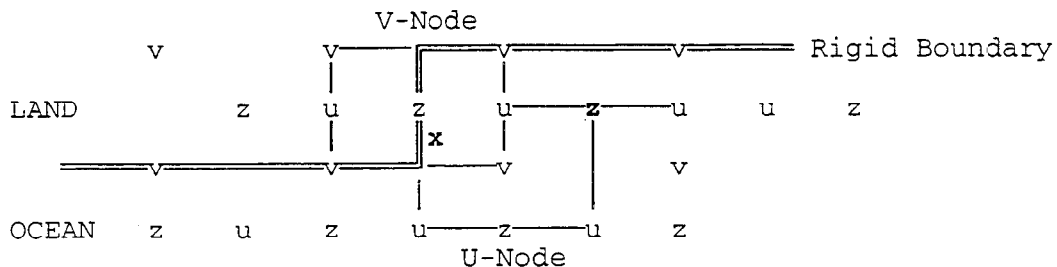 V-Node
v v v v Rigid Boundary
LAND z u z u z u u z
x
v v v v
OCEAN z u z u z u z
U-Node